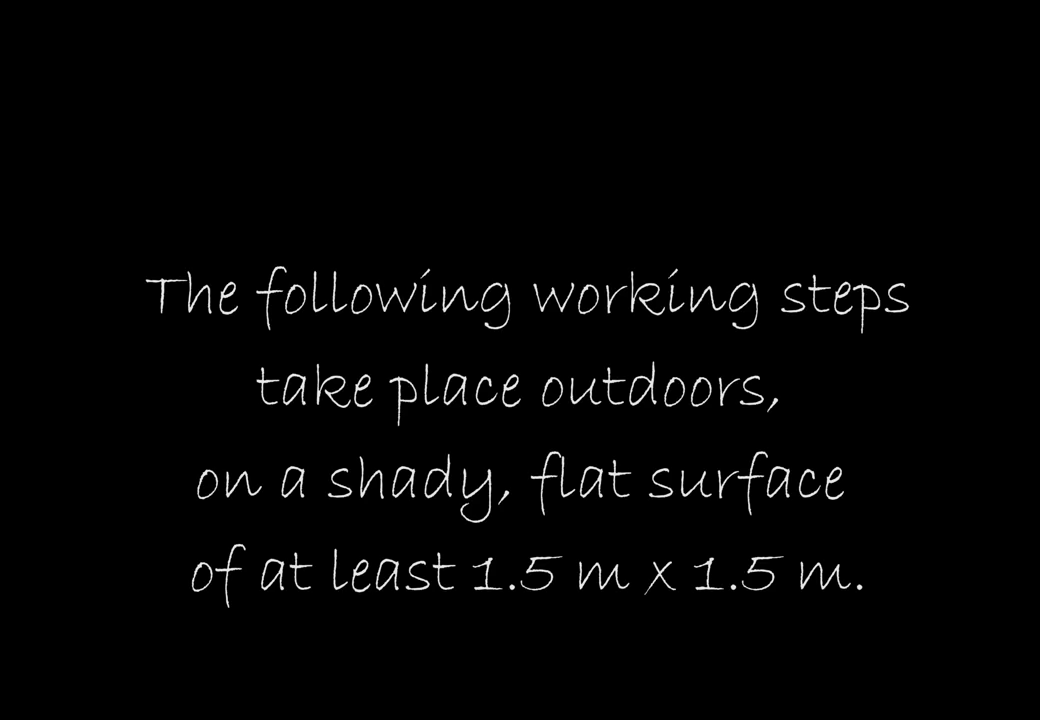 The following working steps
take place outdoors,
on a shady, flat surface
of at least 1.5 m x 1.5 m.